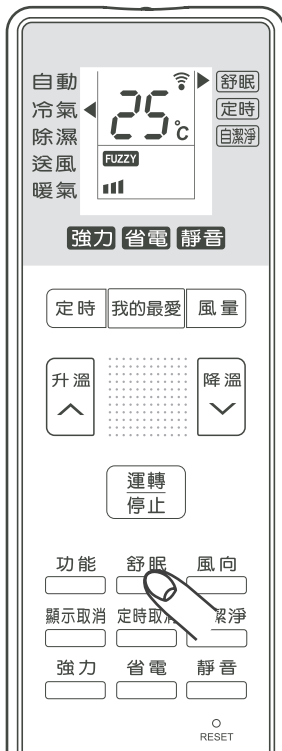 自動 舒眠
冷氣 25℃ 定時
除濕 自潔淨
送風 FUZZY
暖氣
強力 省電 靜音
定時 我的最愛 風量
升溫 降溫
運轉
停止
功能 舒眠 風向
顯示取消 定時取 潔淨
強力 省電 靜音
RESET